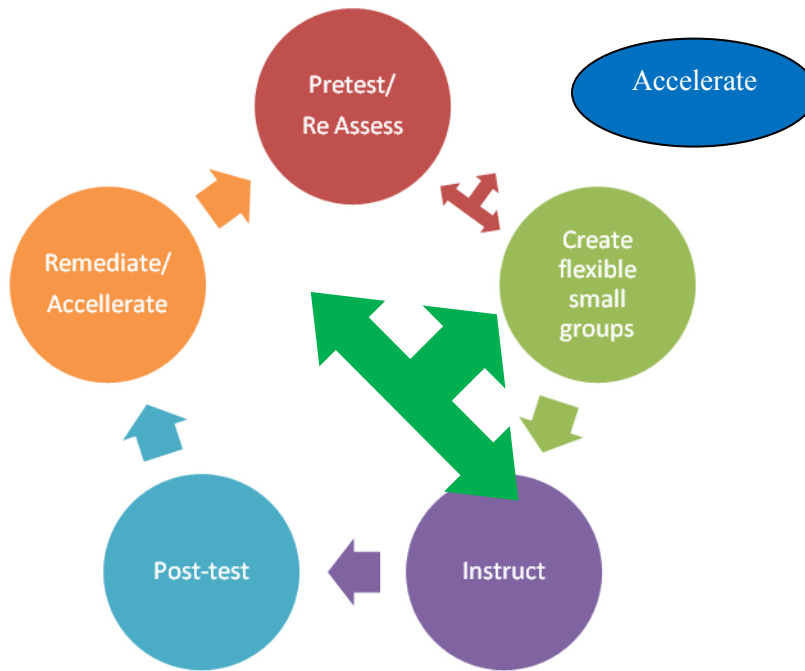 Pretest/
Re Assess
Accelerate
Create
flexible
small
groups
Instruct
Post-test
Remediate/
Accellerate